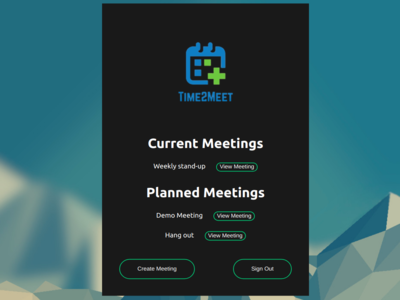 Time2Meet
Current Meetings
Weekly stand-up View Meeting
Planned Meetings
Demo Meeting View Meeting
Hang out View Meeting
Create Meeting Sign Out